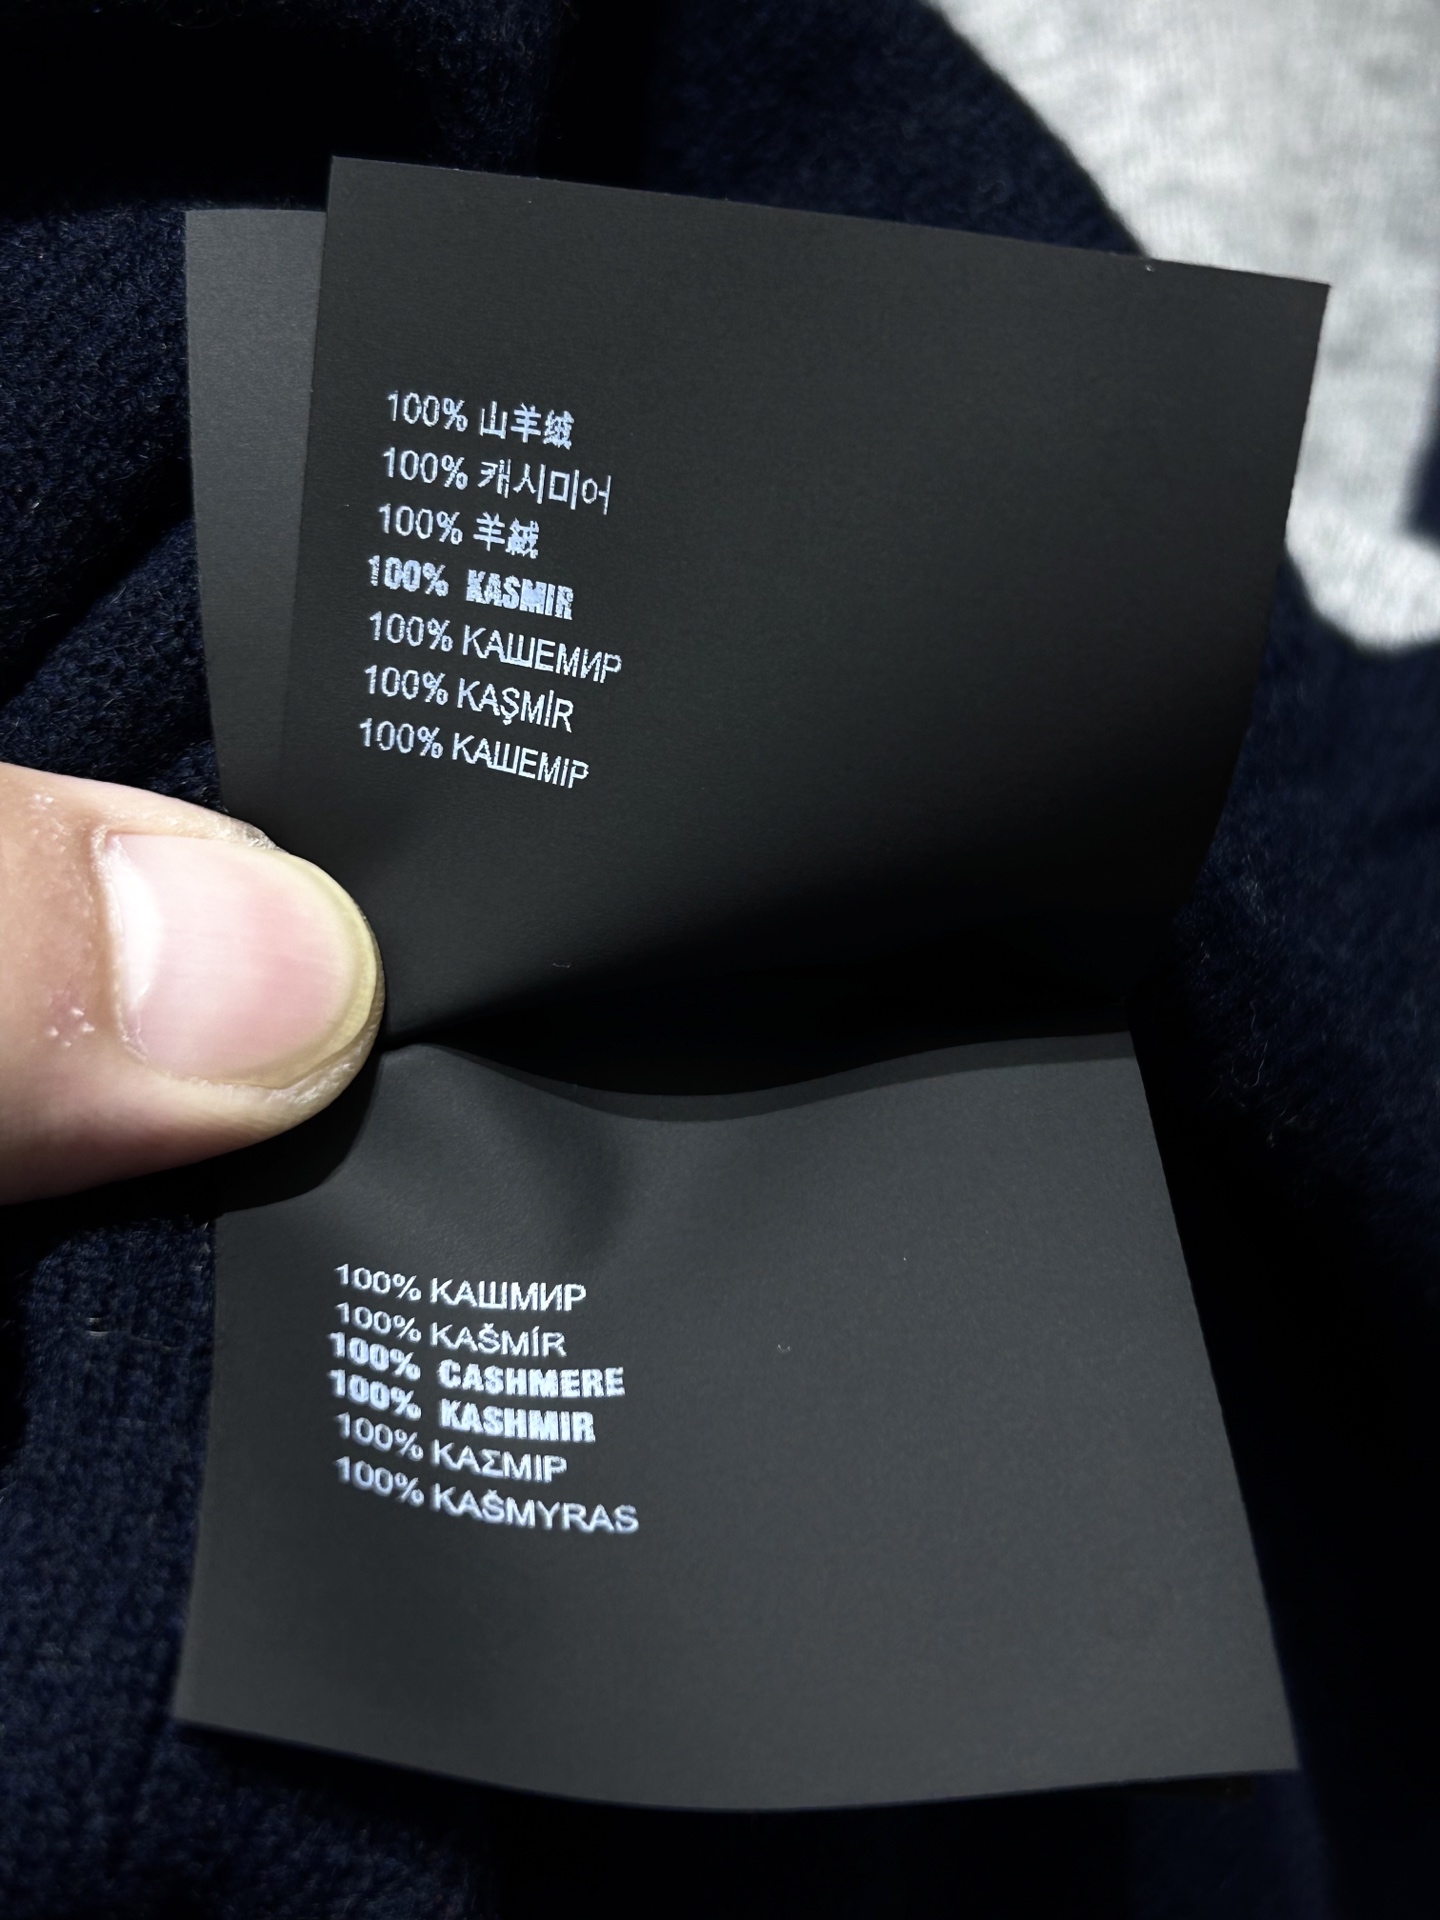 100% 山羊绒
100% 캐시미어
100% 羊絨
100% KASMIR
100% КАШЕМИР
100% KAŞMİR
100% КАШЕМІР
100% КАШМИР
100% KAŠMÍR
100% CASHMERE
100% KASHMIR
100% ΚΑΣΜΙΡ
100% KAŠMYRAS